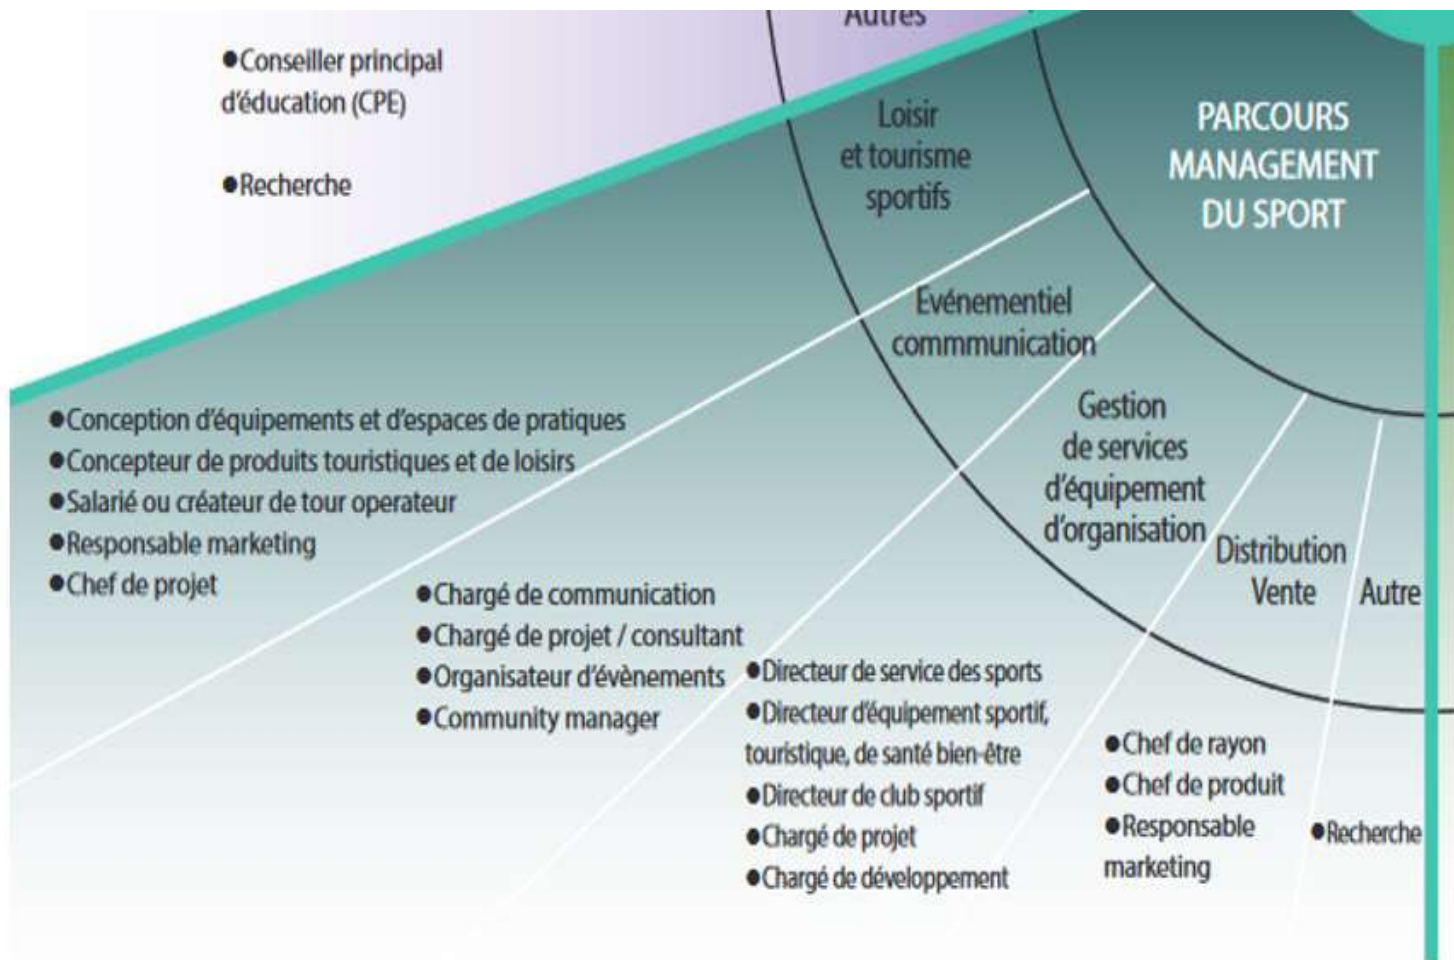 Autres
●Conseiller principal
d'éducation (CPE)
●Recherche
PARCOURS
MANAGEMENT
DU SPORT
Loisir
et tourisme
sportifs
Evénementiel
commmunication
Gestion
de services
d'équipement
d'organisation
Distribution
Vente
Autre
●Conception d'équipements et d'espaces de pratiques
●Concepteur de produits touristiques et de loisirs
●Salarié ou créateur de tour operateur
●Responsable marketing
●Chef de projet
●Chargé de communication
●Chargé de projet / consultant
●Organisateur d'évènements
●Community manager
●Directeur de service des sports
●Directeur d'équipement sportif,
touristique, de santé bien-être
●Directeur de club sportif
●Chargé de projet
●Chargé de développement
●Chef de rayon
●Chef de produit
●Responsable
marketing
●Recherche